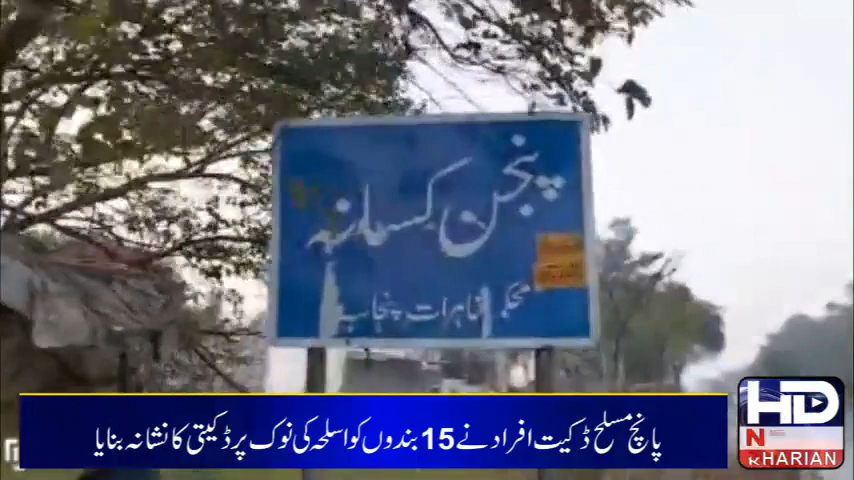 پنجن کسانہ
محکمہ شاہرات، پنجاب
پانچ مسلح ڈکیت افراد نے 15 بندوں کو اسلحہ کی نوک پر ڈکیتی کا نشانہ بنایا
HD
N
KHARIAN